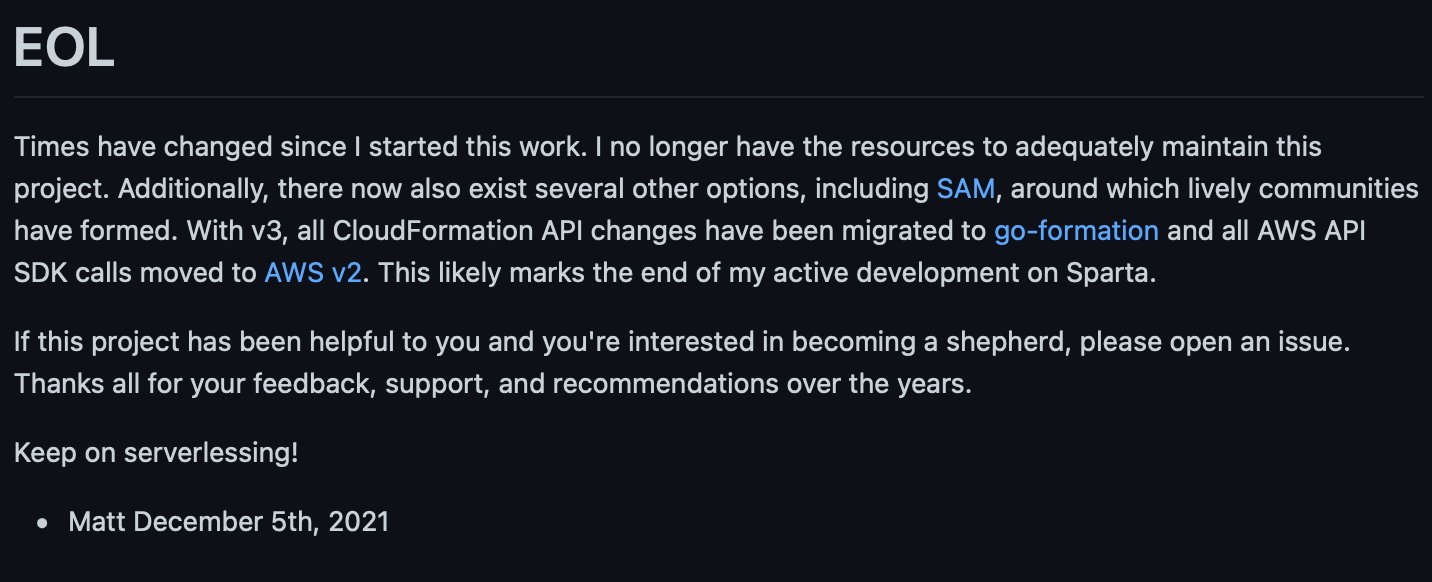 EOL
Times have changed since I started this work. I no longer have the resources to adequately maintain this
project. Additionally, there now also exist several other options, including SAM, around which lively communities
have formed. With v3, all CloudFormation API changes have been migrated to go-formation and all AWS API
SDK calls moved to AWS v2. This likely marks the end of my active development on Sparta.
If this project has been helpful to you and you're interested in becoming a shepherd, please open an issue.
Thanks all for your feedback, support, and recommendations over the years.
Keep on serverlessing!
• Matt December 5th, 2021